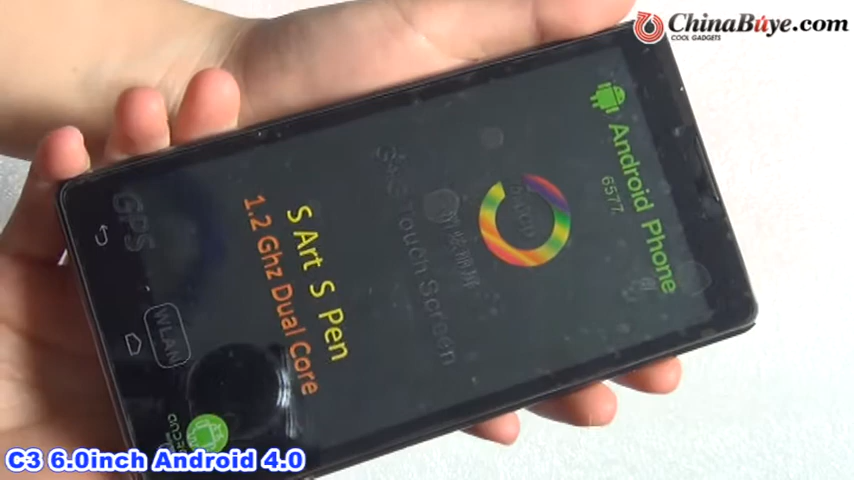 ChinaBuye.com
COOL GADGETS
Android Phone
6577
S Art S Pen
1.2 Ghz Dual Core
Touch Screen
GPS
WLAN
C3 6.0inch Android 4.0